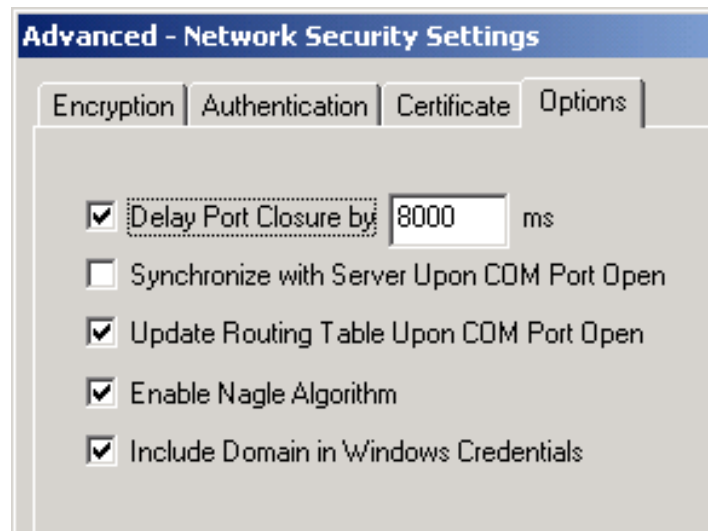 Advanced - Network Security Settings
Encryption Authentication Certificate Options
Delay Port Closure by 8000 ms
Synchronize with Server Upon COM Port Open
Update Routing Table Upon COM Port Open
Enable Nagle Algorithm
Include Domain in Windows Credentials